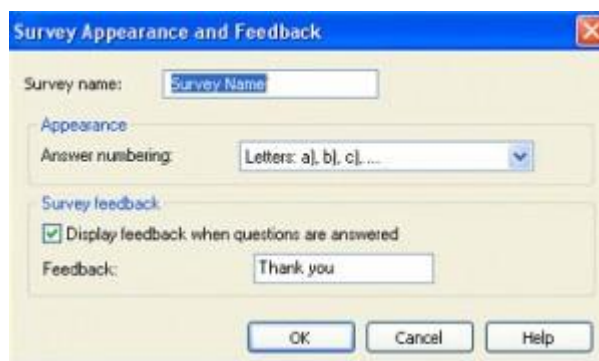 Survey Appearance and Feedback
Survey name: Survey Name
Appearance
Answer numbering: Letters: a), b), c), ...
Survey feedback
Display feedback when questions are answered
Feedback: Thank you
OK Cancel Help